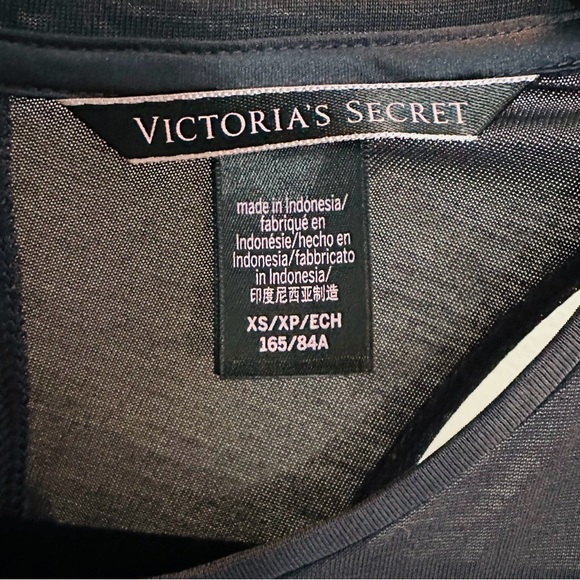 VICTORIA'S SECRET
made in Indonesia/
fabriqué en
Indonésie/hecho en
Indonesia/fabbricato
in Indonesia/
印度尼西亚制造
XS/XP/ECH
165/84A